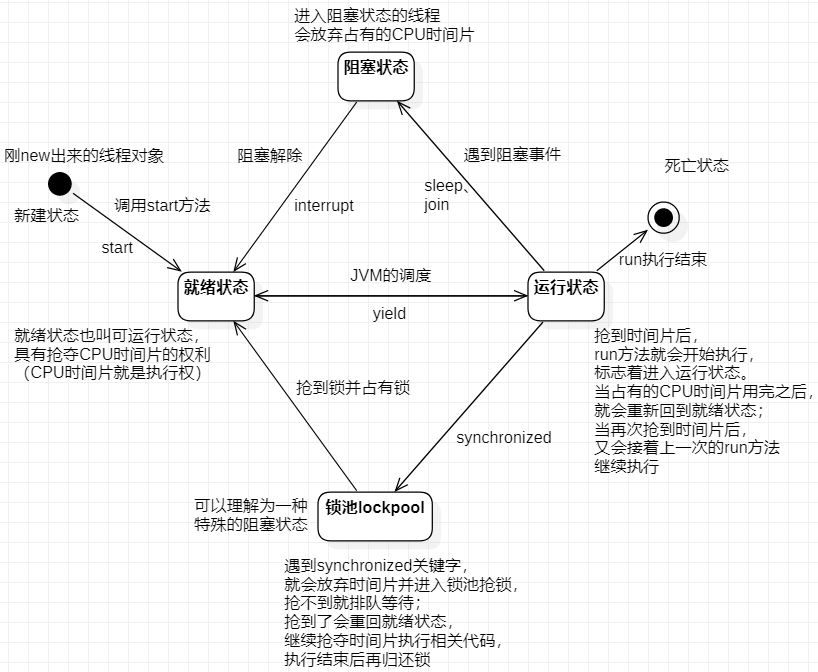 进入阻塞状态的线程
会放弃占有的CPU时间片
阻塞状态
刚new出来的线程对象
阻塞解除
遇到阻塞事件
死亡状态
新建状态
调用start方法
interrupt
sleep、
join
start
run执行结束
就绪状态
JVM的调度
运行状态
yield
就绪状态也叫可运行状态，
具有抢夺CPU时间片的权利
（CPU时间片就是执行权）
抢到时间片后，
run方法就会开始执行，
标志着进入运行状态。
当占有的CPU时间片用完之后，
就会重新回到就绪状态；
当再次抢到时间片后，
又会接着上一次的run方法
继续执行
抢到锁并占有锁
synchronized
可以理解为一种
特殊的阻塞状态
锁池lockpool
遇到synchronized关键字，
就会放弃时间片并进入锁池抢锁，
抢不到就排队等待；
抢到了会重回就绪状态，
继续抢夺时间片执行相关代码，
执行结束后再归还锁